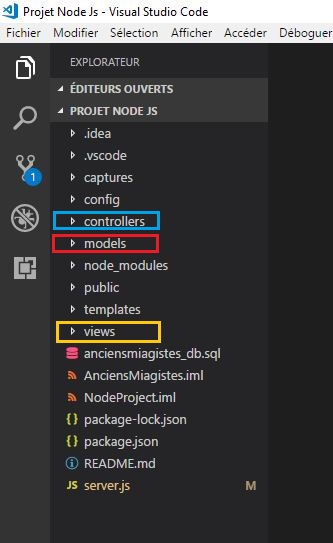 Projet Node Js - Visual Studio Code
Fichier Modifier Sélection Afficher Accéder Déboguer
EXPLORATEUR
ÉDITEURS OUVERTS
PROJET NODE JS
.idea
.vscode
captures
config
controllers
models
node_modules
public
templates
views
anciensmiagistes_db.sql
AnciensMiagistes.iml
NodeProject.iml
{ } package-lock.json
{ } package.json
README.md
JS server.js M
1